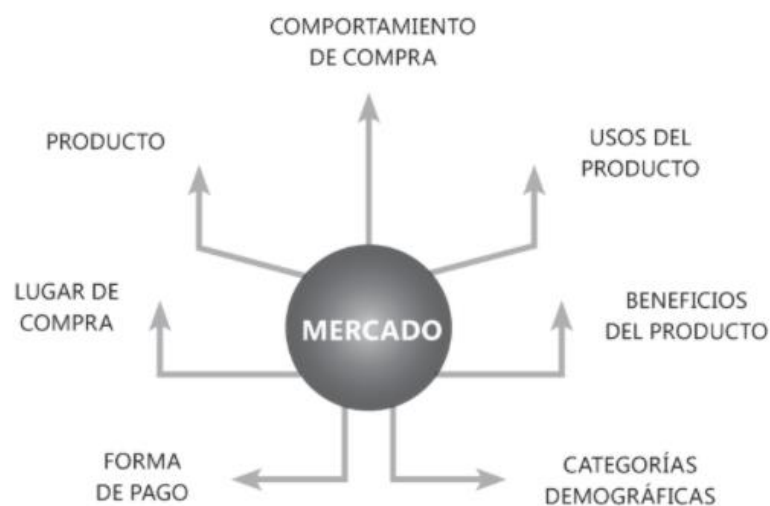 COMPORTAMIENTO
DE COMPRA
PRODUCTO
USOS DEL
PRODUCTO
LUGAR DE
COMPRA
MERCADO
BENEFICIOS
DEL PRODUCTO
FORMA
DE PAGO
CATEGORÍAS
DEMOGRÁFICAS